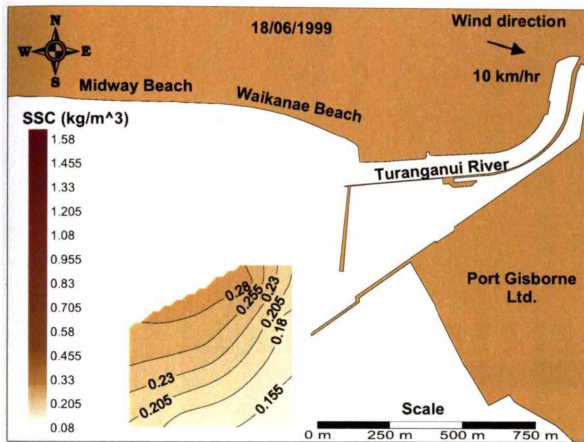 18/06/1999
Wind direction
10 km/hr
N
W E
S
Midway Beach
Waikanae Beach
SSC (kg/m^3)
1.58
1.455
1.33
1.205
1.08
0.93
0.83
0.705
0.58
0.455
0.33
0.205
0.08
Turanganui River
Port Gisborne
Ltd.
0.28
0.255
0.23
0.205
0.18
0.23
0.205
0.155
Scale
0 m 250 m 500 m 750 m